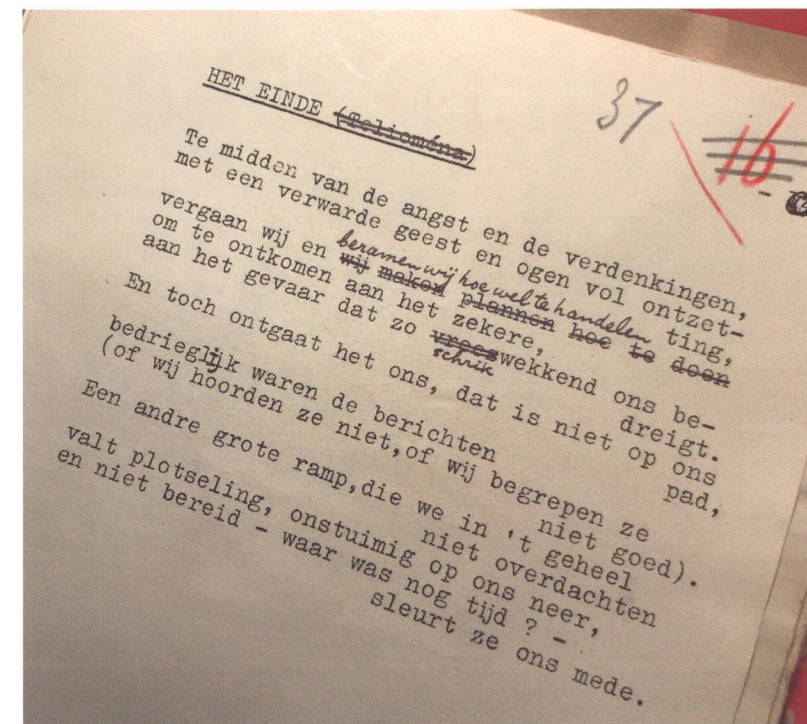 HET EINDE (Telioména)
37
16
Te midden van de angst en de verdenkingen,
met een verwarde geest en ogen vol ontzet-
ting,
beramen wij hoe wel te handelen
vergaan wij en wij maken plannen hoe te doen
om te ontkomen aan het zekere,
aan het gevaar dat zo vreeswekkend ons be-
schrik
dreigt.
En toch ontgaat het ons, dat is niet op ons
pad,
bedrieglijk waren de berichten
(of wij hoorden ze niet,of wij begrepen ze
niet goed).
Een andre grote ramp,die we in 't geheel
niet overdachten
valt plotseling, onstuimig op ons neer,
en niet bereid - waar was nog tijd ? -
sleurt ze ons mede.